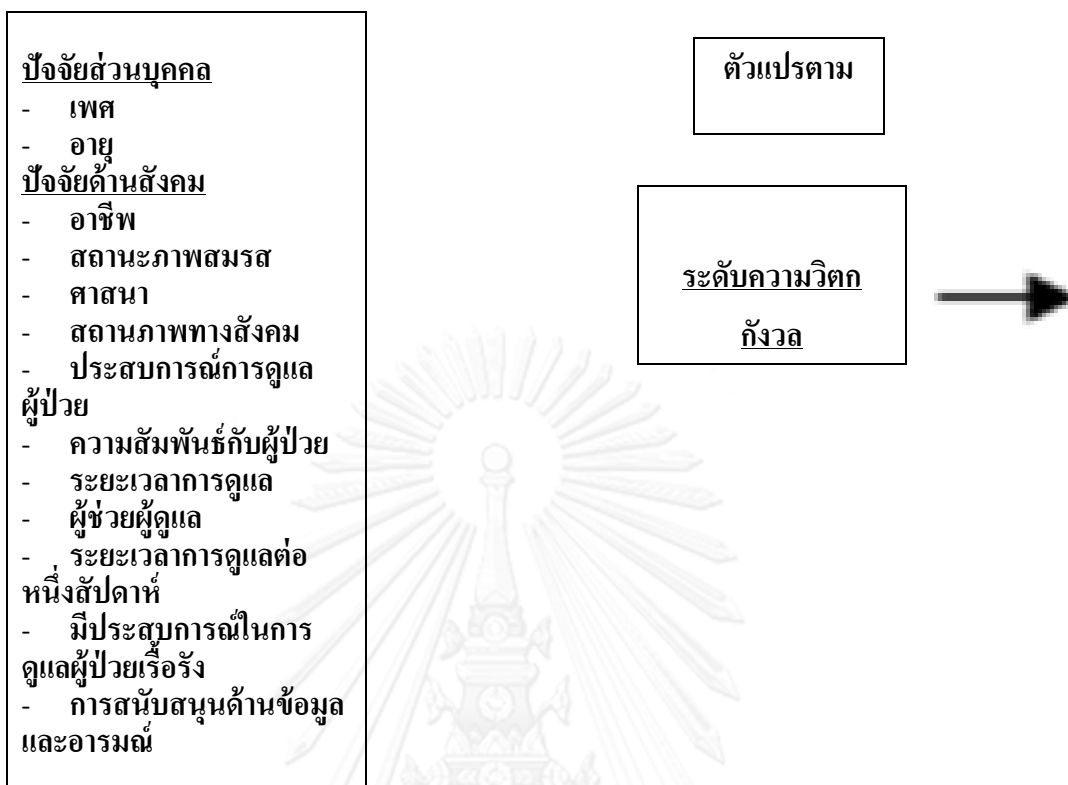 ปัจจัยส่วนบุคคล
- เพศ
- อายุ
ปัจจัยด้านสังคม
- อาชีพ
- สถานะภาพสมรส
- ศาสนา
- สถานภาพทางสังคม
- ประสบการณ์การดูแล
ผู้ป่วย
- ความสัมพันธ์กับผู้ป่วย
- ระยะเวลาการดูแล
- ผู้ช่วยผู้ดูแล
- ระยะเวลาการดูแลต่อ
หนึ่งสัปดาห์
- มีประสบการณ์ในการ
ดูแลผู้ป่วยเรื้อรัง
- การสนับสนุนด้านข้อมูล
และอารมณ์
ตัวแปรตาม
ระดับความวิตก
กังวล